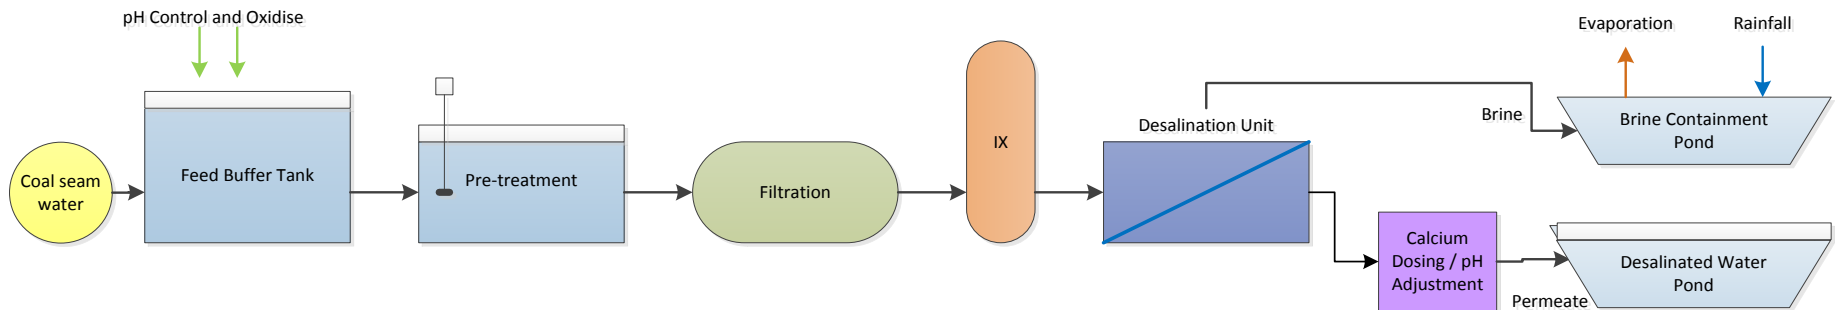 pH Control and Oxidise
Evaporation
Rainfall
Coal seam
water
Feed Buffer Tank
Pre-treatment
Filtration
IX
Desalination Unit
Brine
Brine Containment
Pond
Calcium
Dosing / pH
Adjustment
Permeate
Desalinated Water
Pond